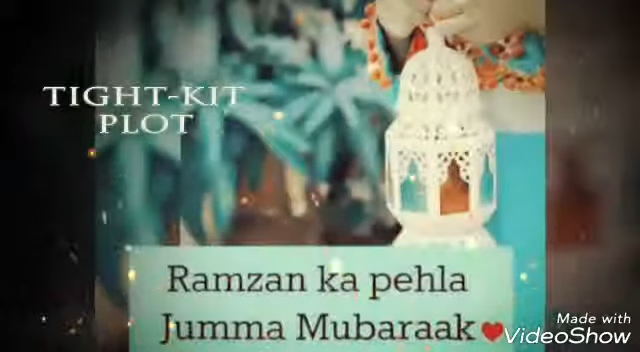 TIGHT-KIT
PLOT
Ramzan ka pehla
Jumma Mubaraak
Made with
VideoShow